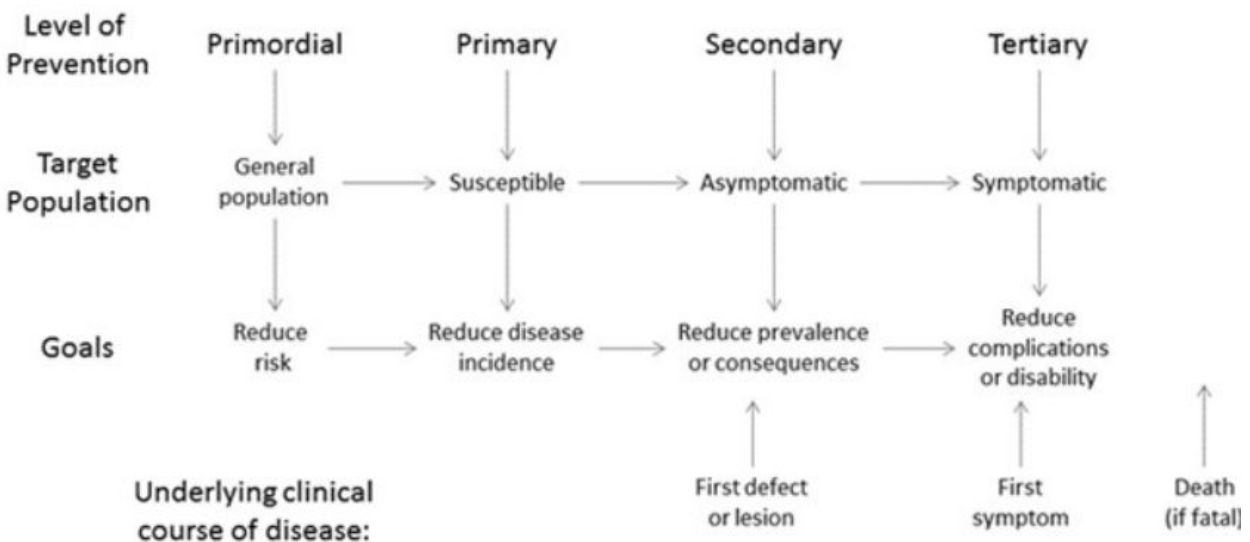 Level of
Prevention
Primordial
Primary
Secondary
Tertiary
Target
Population
General
population
Susceptible
Asymptomatic
Symptomatic
Goals
Reduce
risk
Reduce disease
incidence
Reduce prevalence
or consequences
Reduce
complications
or disability
Underlying clinical
course of disease:
First defect
or lesion
First
symptom
Death
(if fatal)